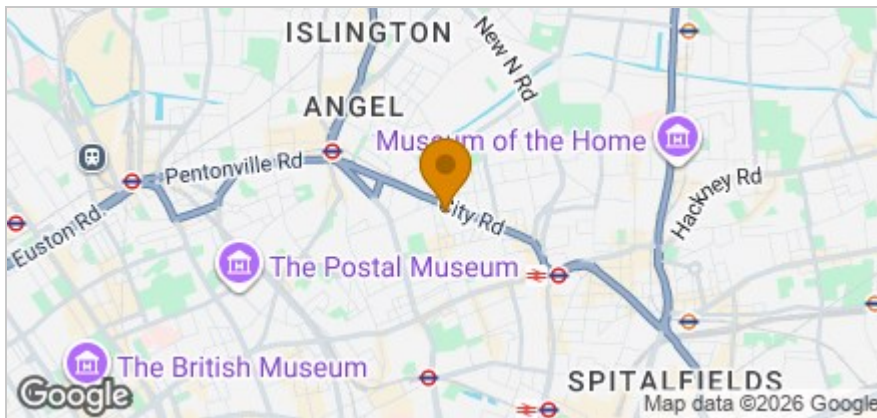 ISLINGTON
New N Rd
ANGEL
Museum of the Home
Pentonville Rd
Hackney Rd
City Rd
Euston Rd
The Postal Museum
The British Museum
SPITALFIELDS
Google
Map data ©2026 Google